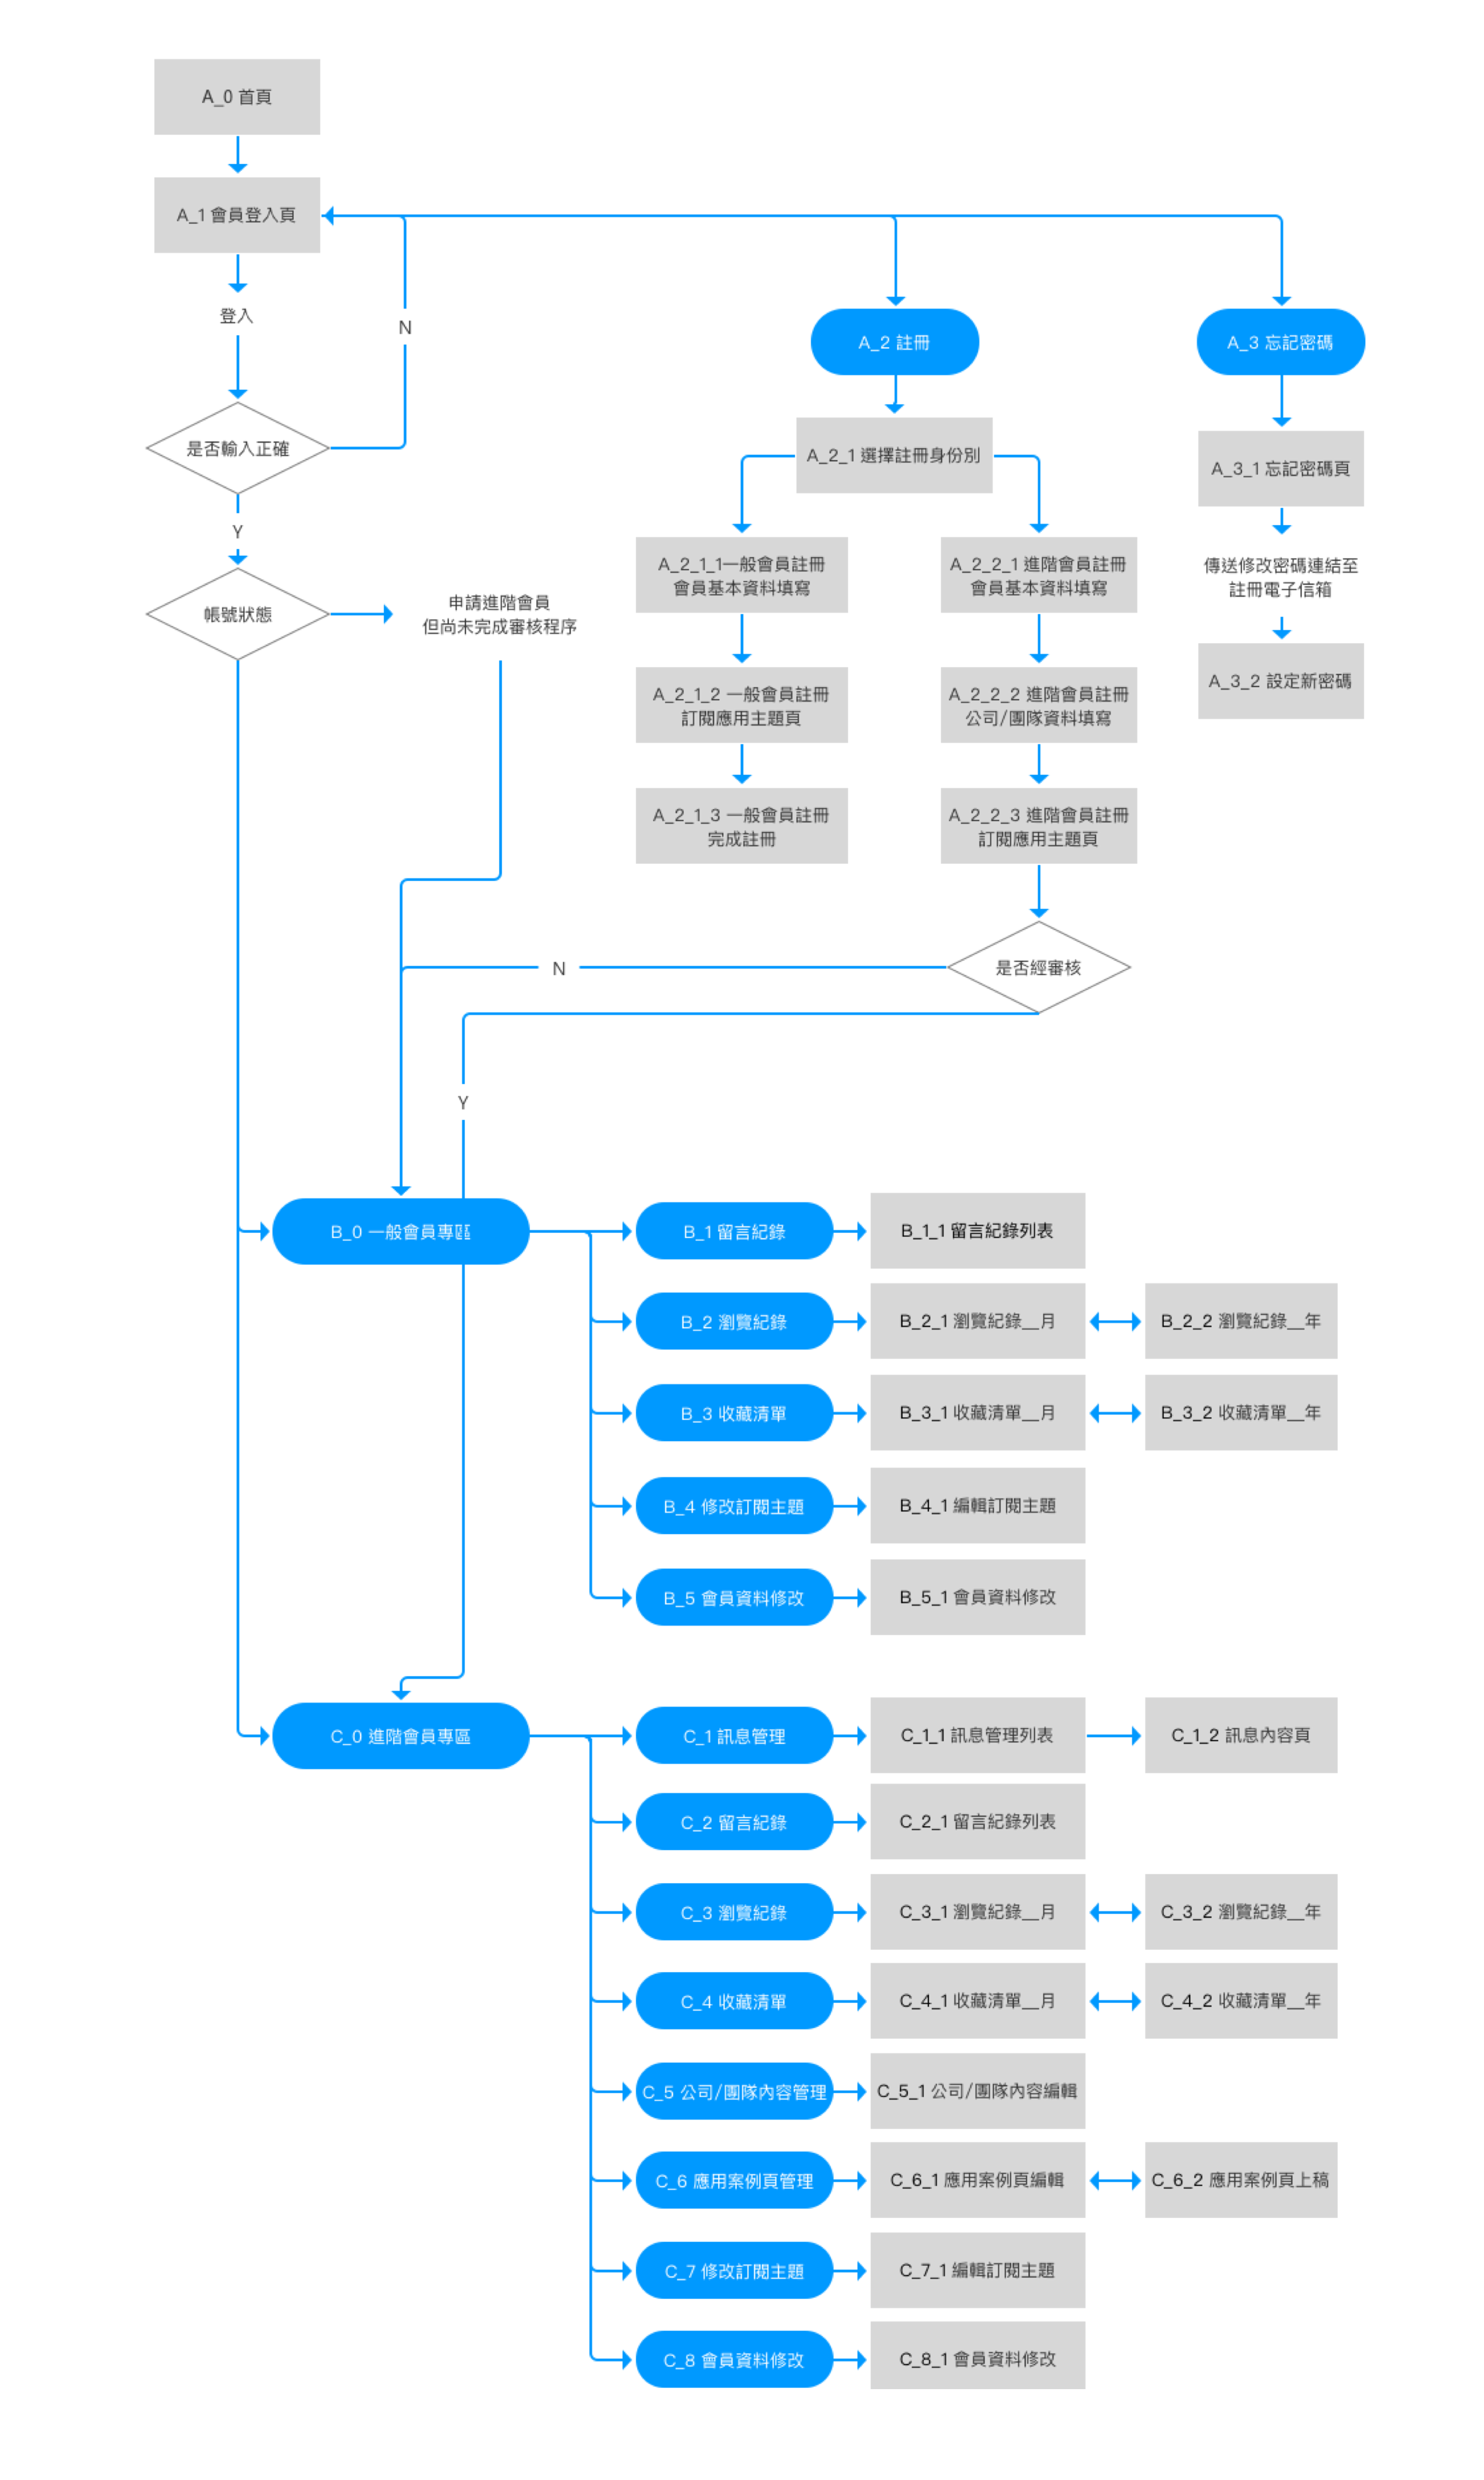 A_0 首頁
A_1 會員登入頁
登入
N
是否輸入正確
Y
帳號狀態
申請進階會員
但尚未完成審核程序
A_2 註冊
A_2_1 選擇註冊身份別
A_2_1_1一般會員註冊
會員基本資料填寫
A_2_1_2 一般會員註冊
訂閱應用主題頁
A_2_1_3 一般會員註冊
完成註冊
A_2_2_1 進階會員註冊
會員基本資料填寫
A_2_2_2 進階會員註冊
公司/團隊資料填寫
A_2_2_3 進階會員註冊
訂閱應用主題頁
是否經審核
N
Y
A_3 忘記密碼
A_3_1 忘記密碼頁
傳送修改密碼連結至
註冊電子信箱
A_3_2 設定新密碼
B_0 一般會員專區
B_1 留言紀錄
B_1_1 留言紀錄列表
B_2 瀏覽紀錄
B_2_1 瀏覽紀錄__月
B_2_2 瀏覽紀錄__年
B_3 收藏清單
B_3_1 收藏清單__月
B_3_2 收藏清單__年
B_4 修改訂閱主題
B_4_1 編輯訂閱主題
B_5 會員資料修改
B_5_1 會員資料修改
C_0 進階會員專區
C_1 訊息管理
C_1_1 訊息管理列表
C_1_2 訊息內容頁
C_2 留言紀錄
C_2_1 留言紀錄列表
C_3 瀏覽紀錄
C_3_1 瀏覽紀錄__月
C_3_2 瀏覽紀錄__年
C_4 收藏清單
C_4_1 收藏清單__月
C_4_2 收藏清單__年
C_5 公司/團隊內容管理
C_5_1 公司/團隊內容編輯
C_6 應用案例頁管理
C_6_1 應用案例頁編輯
C_6_2 應用案例頁上稿
C_7 修改訂閱主題
C_7_1 編輯訂閱主題
C_8 會員資料修改
C_8_1 會員資料修改